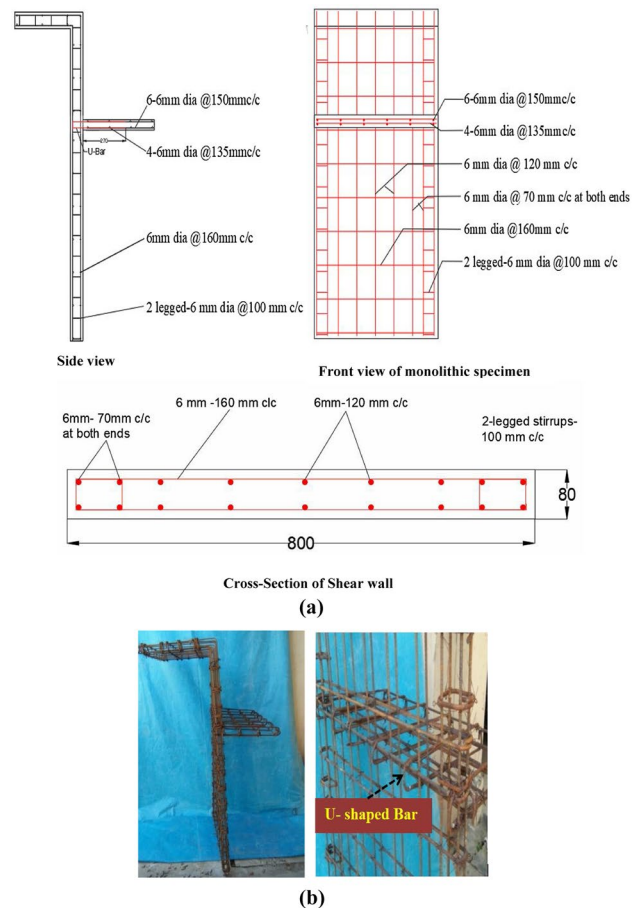 6-6mm dia @150mmc/c
U-Bar
270
4-6mm dia @135mmc/c
6mm dia @160mm c/c
2 legged-6 mm dia @100 mm c/c
Side view
6-6mm dia @150mmc/c
4-6mm dia @135mmc/c
6 mm dia @ 120 mm c/c
6 mm dia @ 70 mm c/c at both ends
6mm dia @160mm c/c
2 legged-6 mm dia @100 mm c/c
Front view of monolithic specimen
6mm- 70mm c/c
at both ends
6 mm -160 mm clc
6mm-120 mm c/c
2-legged stirrups-
100 mm c/c
80
800
Cross-Section of Shear wall
(a)
U- shaped Bar
(b)